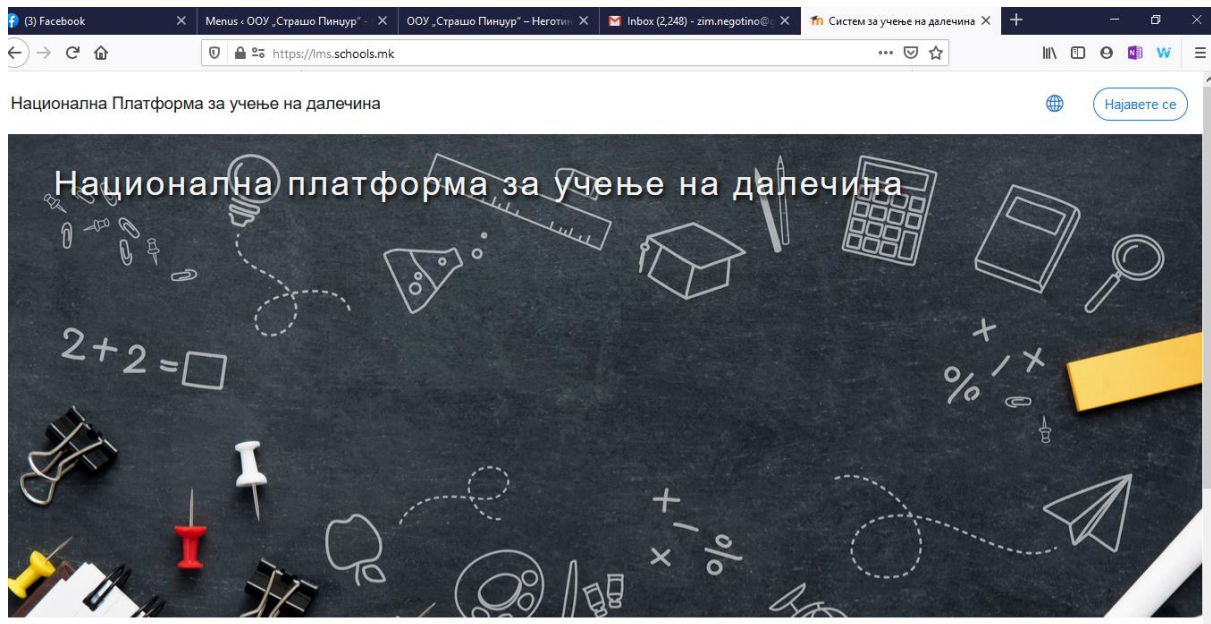 (3) Facebook
Menus ‹ ООУ „Страшо Пинџур“ -
ООУ „Страшо Пинџур“ – Неготин
Inbox (2,248) - zim.negotino@
Систем за учење на далечина
https://lms.schools.mk
Национална Платформа за учење на далечина
Најавете се
Национална платформа за учење на далечина
2+2=